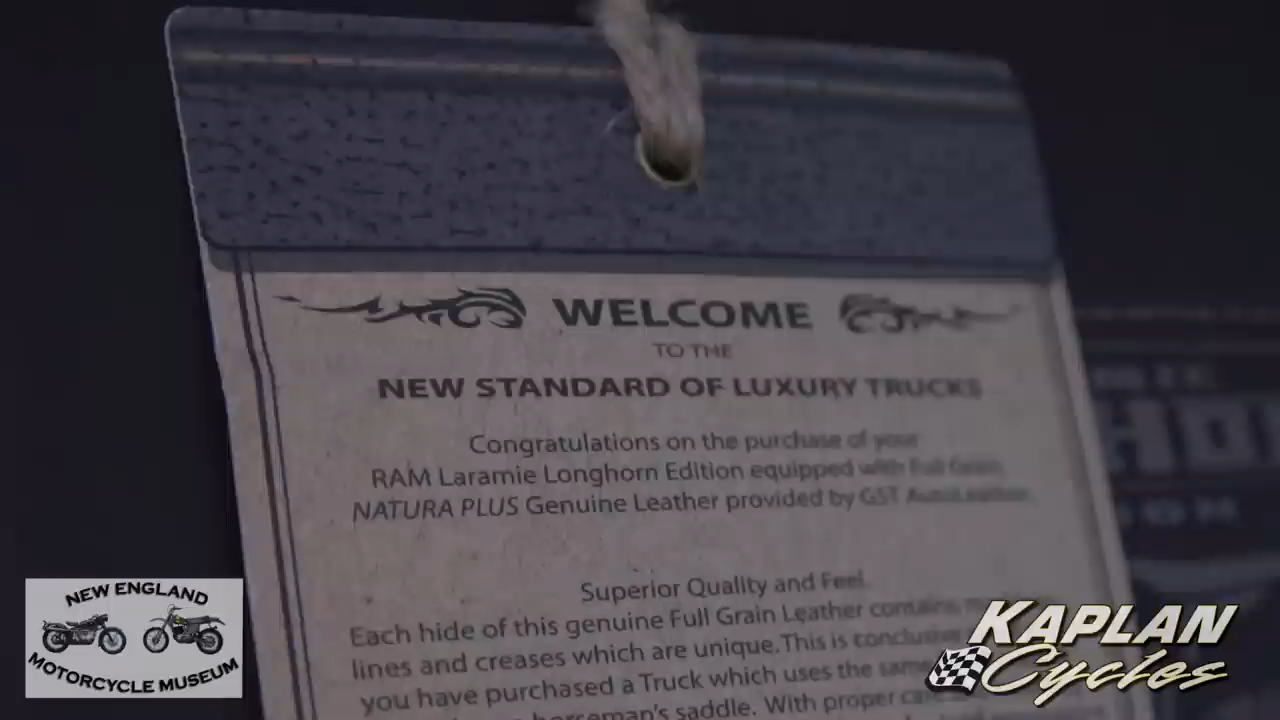 WELCOME
TO THE
NEW STANDARD OF LUXURY TRUCKS
Congratulations on the purchase of your
RAM Laramie Longhorn Edition equipped with Full Grain
NATURA PLUS Genuine Leather provided by GST AutoLeather
Superior Quality and Feel.
Each hide of this genuine Full Grain Leather contains
lines and creases which are unique. This is conclusive
you have purchased a Truck which uses the same
horseman's saddle. With proper
NEW ENGLAND
MOTORCYCLE MUSEUM
KAPLAN
Cycles